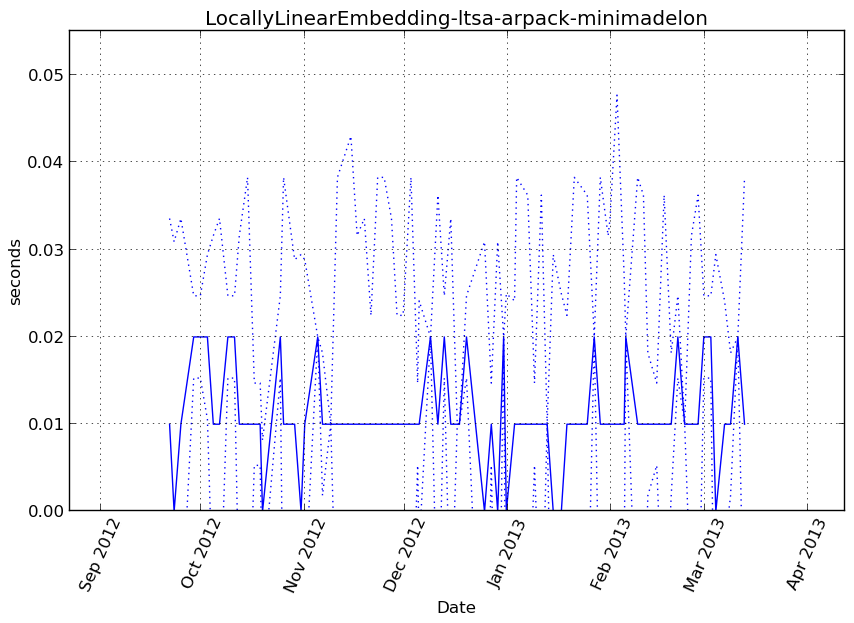 LocallyLinearEmbedding-ltsa-arpack-minimadelon
0.05
0.04
0.03
0.02
0.01
0.00
seconds
Sep 2012
Oct 2012
Nov 2012
Dec 2012
Jan 2013
Feb 2013
Mar 2013
Apr 2013
Date